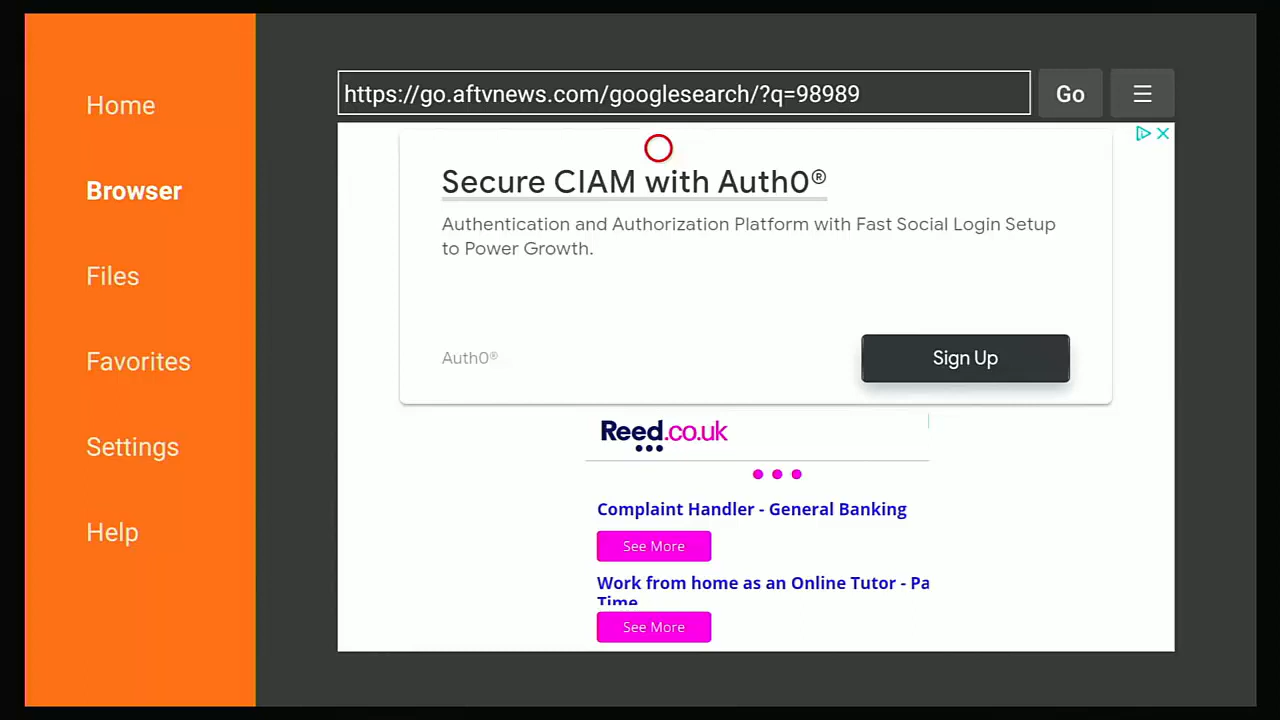 Home
Browser
Files
Favorites
Settings
Help
https://go.aftvnews.com/googlesearch/?q=98989
Go
Secure CIAM with Auth0®
Authentication and Authorization Platform with Fast Social Login Setup
to Power Growth.
Auth0®
Sign Up
Reed.co.uk
Complaint Handler - General Banking
See More
Work from home as an Online Tutor - Pa
Time
See More